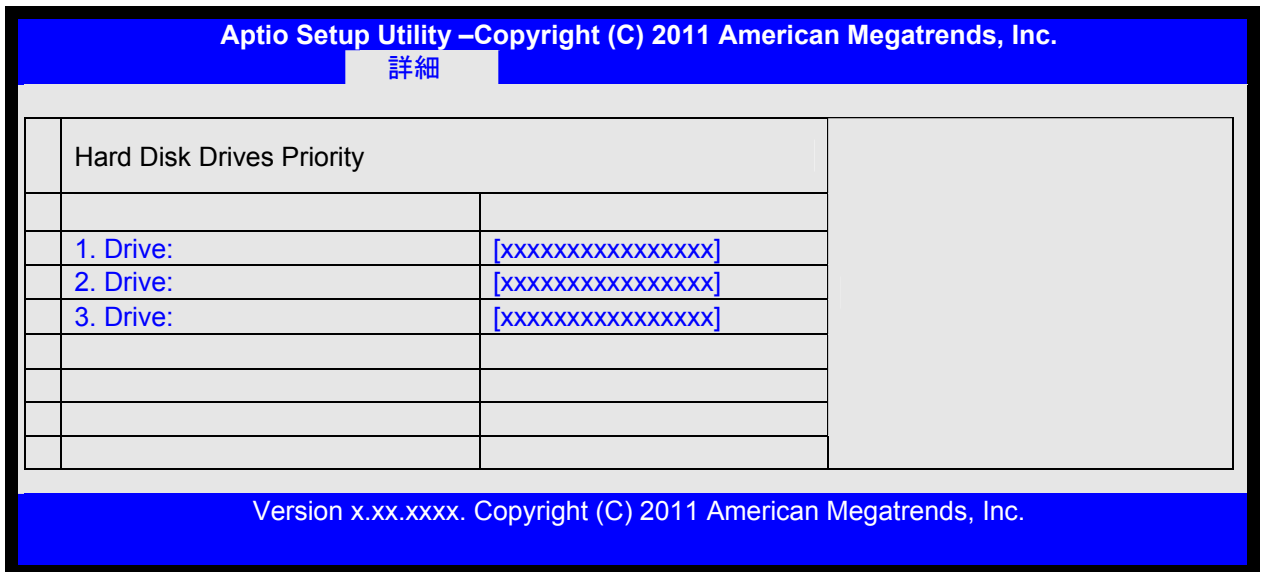 Aptio Setup Utility –Copyright (C) 2011 American Megatrends, Inc.
詳細
Hard Disk Drives Priority
1. Drive: [xxxxxxxxxxxxxxxx]
2. Drive: [xxxxxxxxxxxxxxxx]
3. Drive: [xxxxxxxxxxxxxxxx]
Version x.xx.xxxx. Copyright (C) 2011 American Megatrends, Inc.